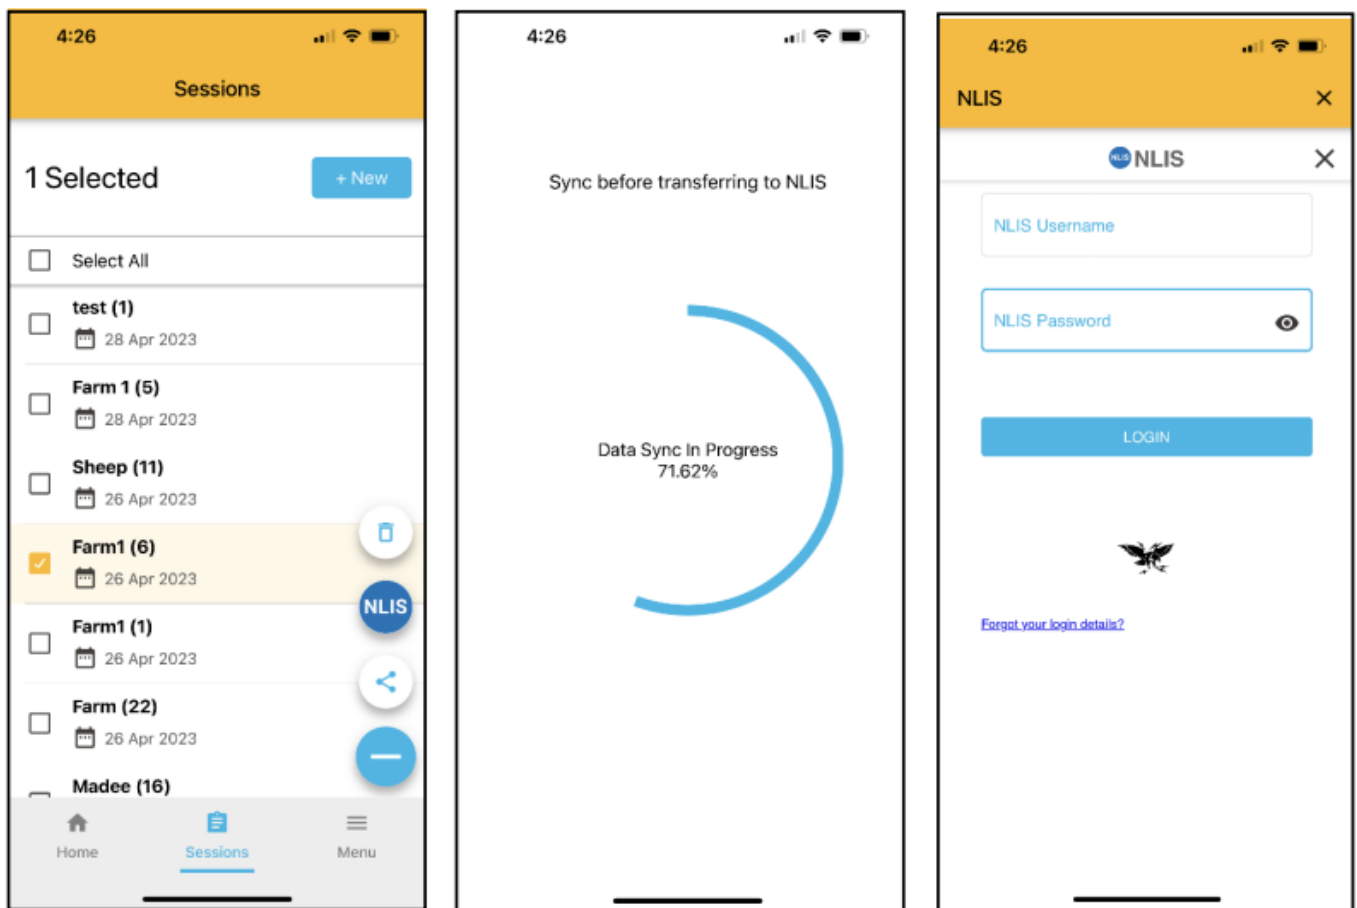 4:26
Sessions
1 Selected
+ New
Select All
test (1)
28 Apr 2023
Farm 1 (5)
28 Apr 2023
Sheep (11)
26 Apr 2023
Farm1 (6)
26 Apr 2023
NLIS
Farm1 (1)
26 Apr 2023
Farm (22)
26 Apr 2023
Madee (16)
Home
Sessions
Menu
4:26
Sync before transferring to NLIS
Data Sync In Progress
71.62%
4:26
NLIS
NLIS NLIS
NLIS Username
NLIS Password
LOGIN
Forgot your login details?